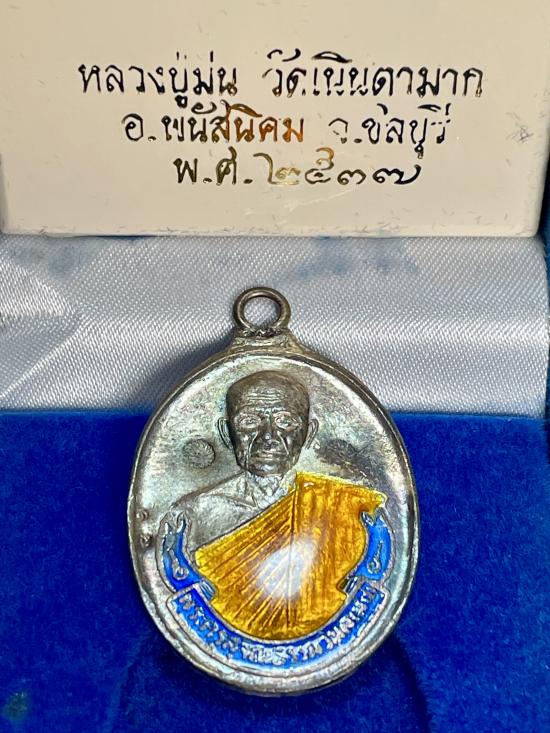 หลวงปู่ม่น วัดเนินตามาก
อ.พนัสนิคม จ.ชลบุรี
พ.ศ.๒๕๓๗